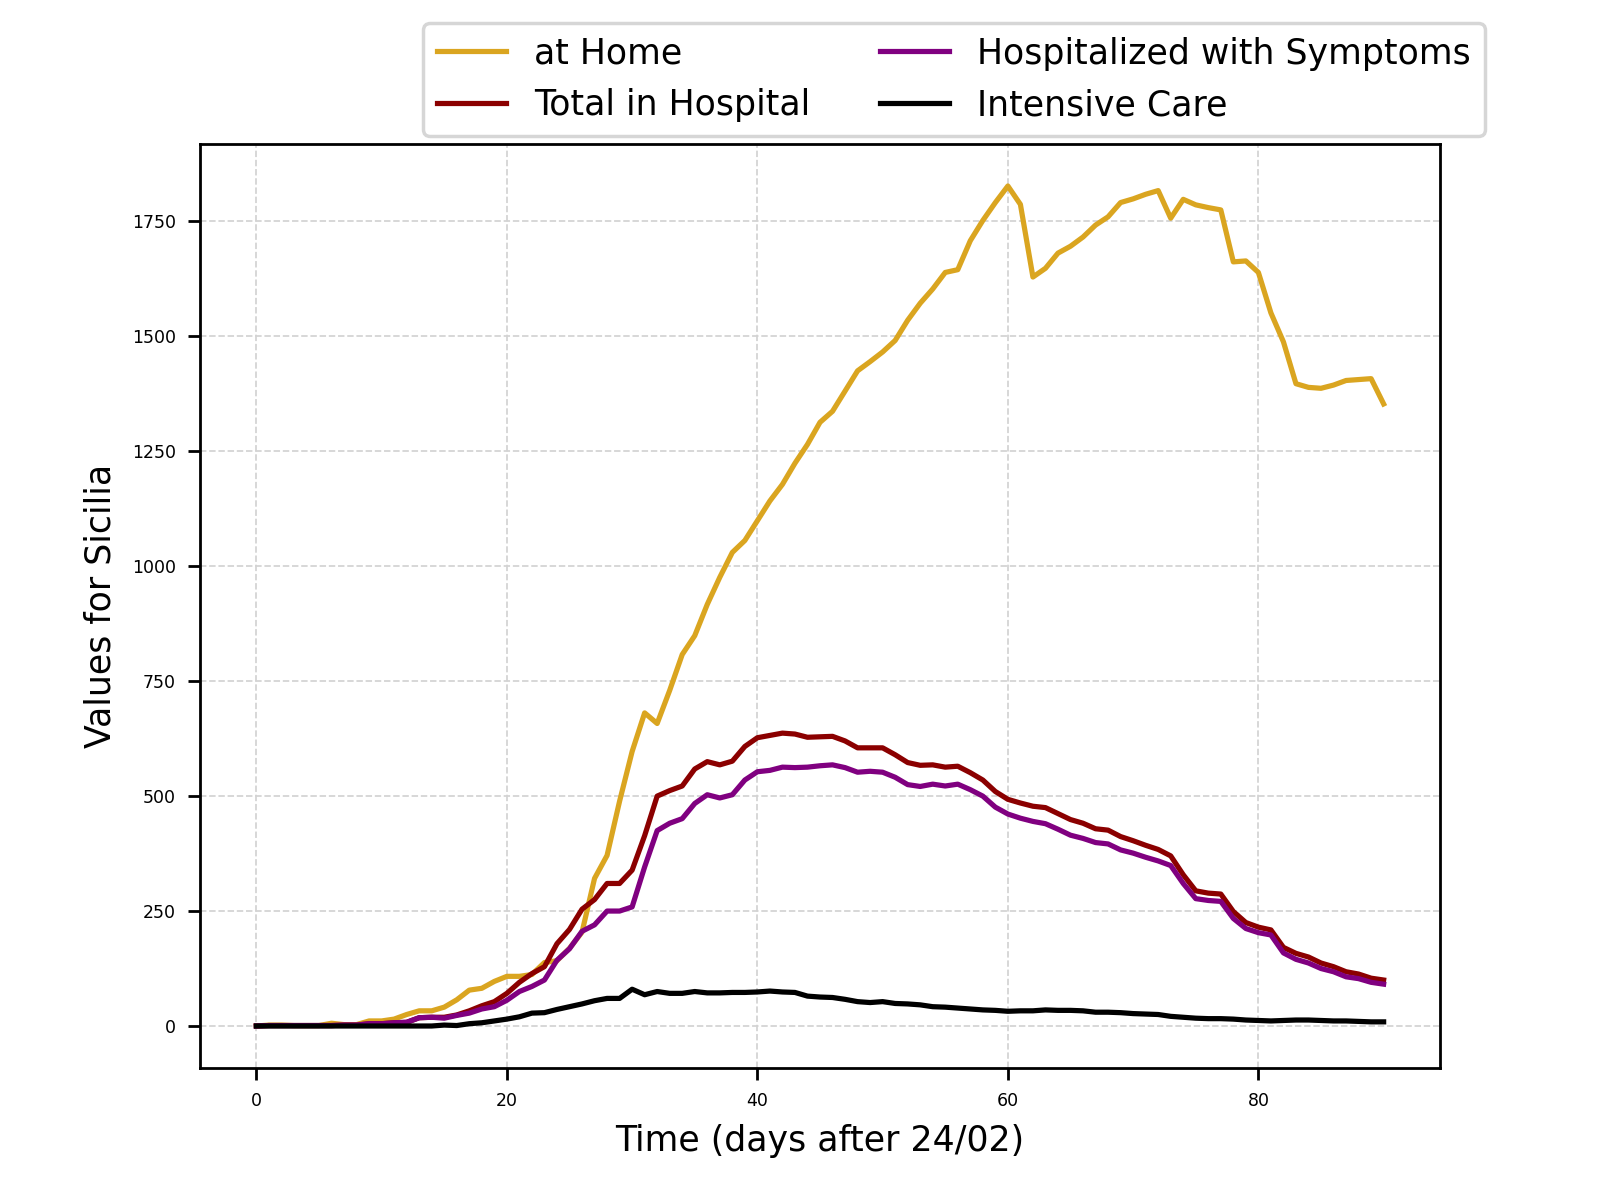 at Home
Total in Hospital
Hospitalized with Symptoms
Intensive Care
Values for Sicilia
1750
1500
1250
1000
750
500
250
0
0 20 40 60 80
Time (days after 24/02)